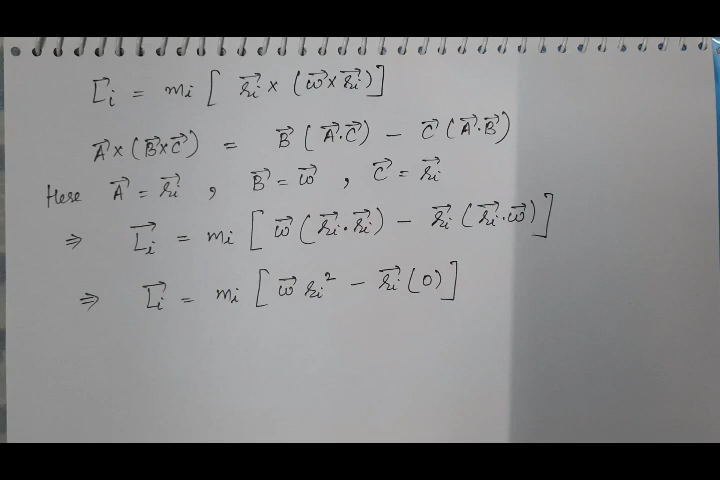 L⃗i = mi [ r⃗i × (ω⃗ × r⃗i) ]
A⃗ × (B⃗ × C⃗) = B⃗ (A⃗.C⃗) − C⃗ (A⃗.B⃗)
Here A⃗ = r⃗i , B⃗ = ω⃗ , C⃗ = r⃗i
⇒ L⃗i = mi [ ω⃗ (r⃗i.r⃗i) − r⃗i (r⃗i.ω⃗) ]
⇒ L⃗i = mi [ ω⃗ ri² − r⃗i (0) ]